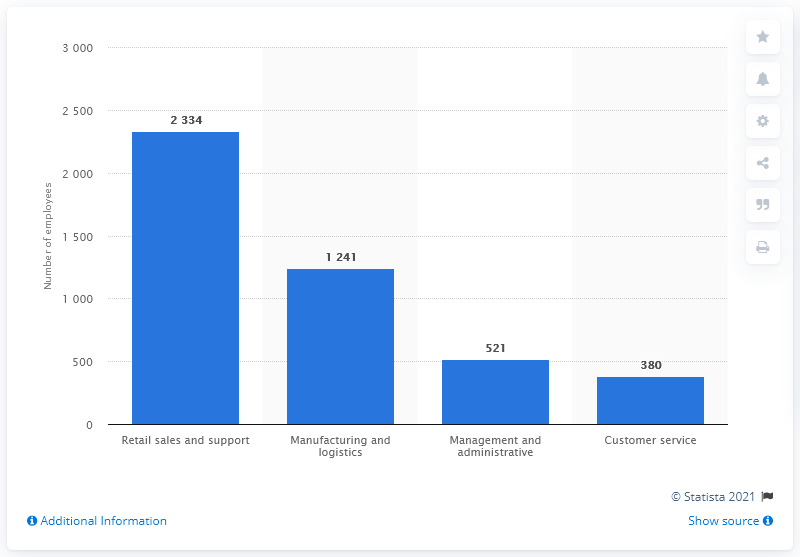 3 000
2 500
2 000
1 500
1 000
500
0
Number of employees
2 334
1 241
521
380
Retail sales and support
Manufacturing and
logistics
Management and
administrative
Customer service
© Statista 2021
Additional Information
Show source